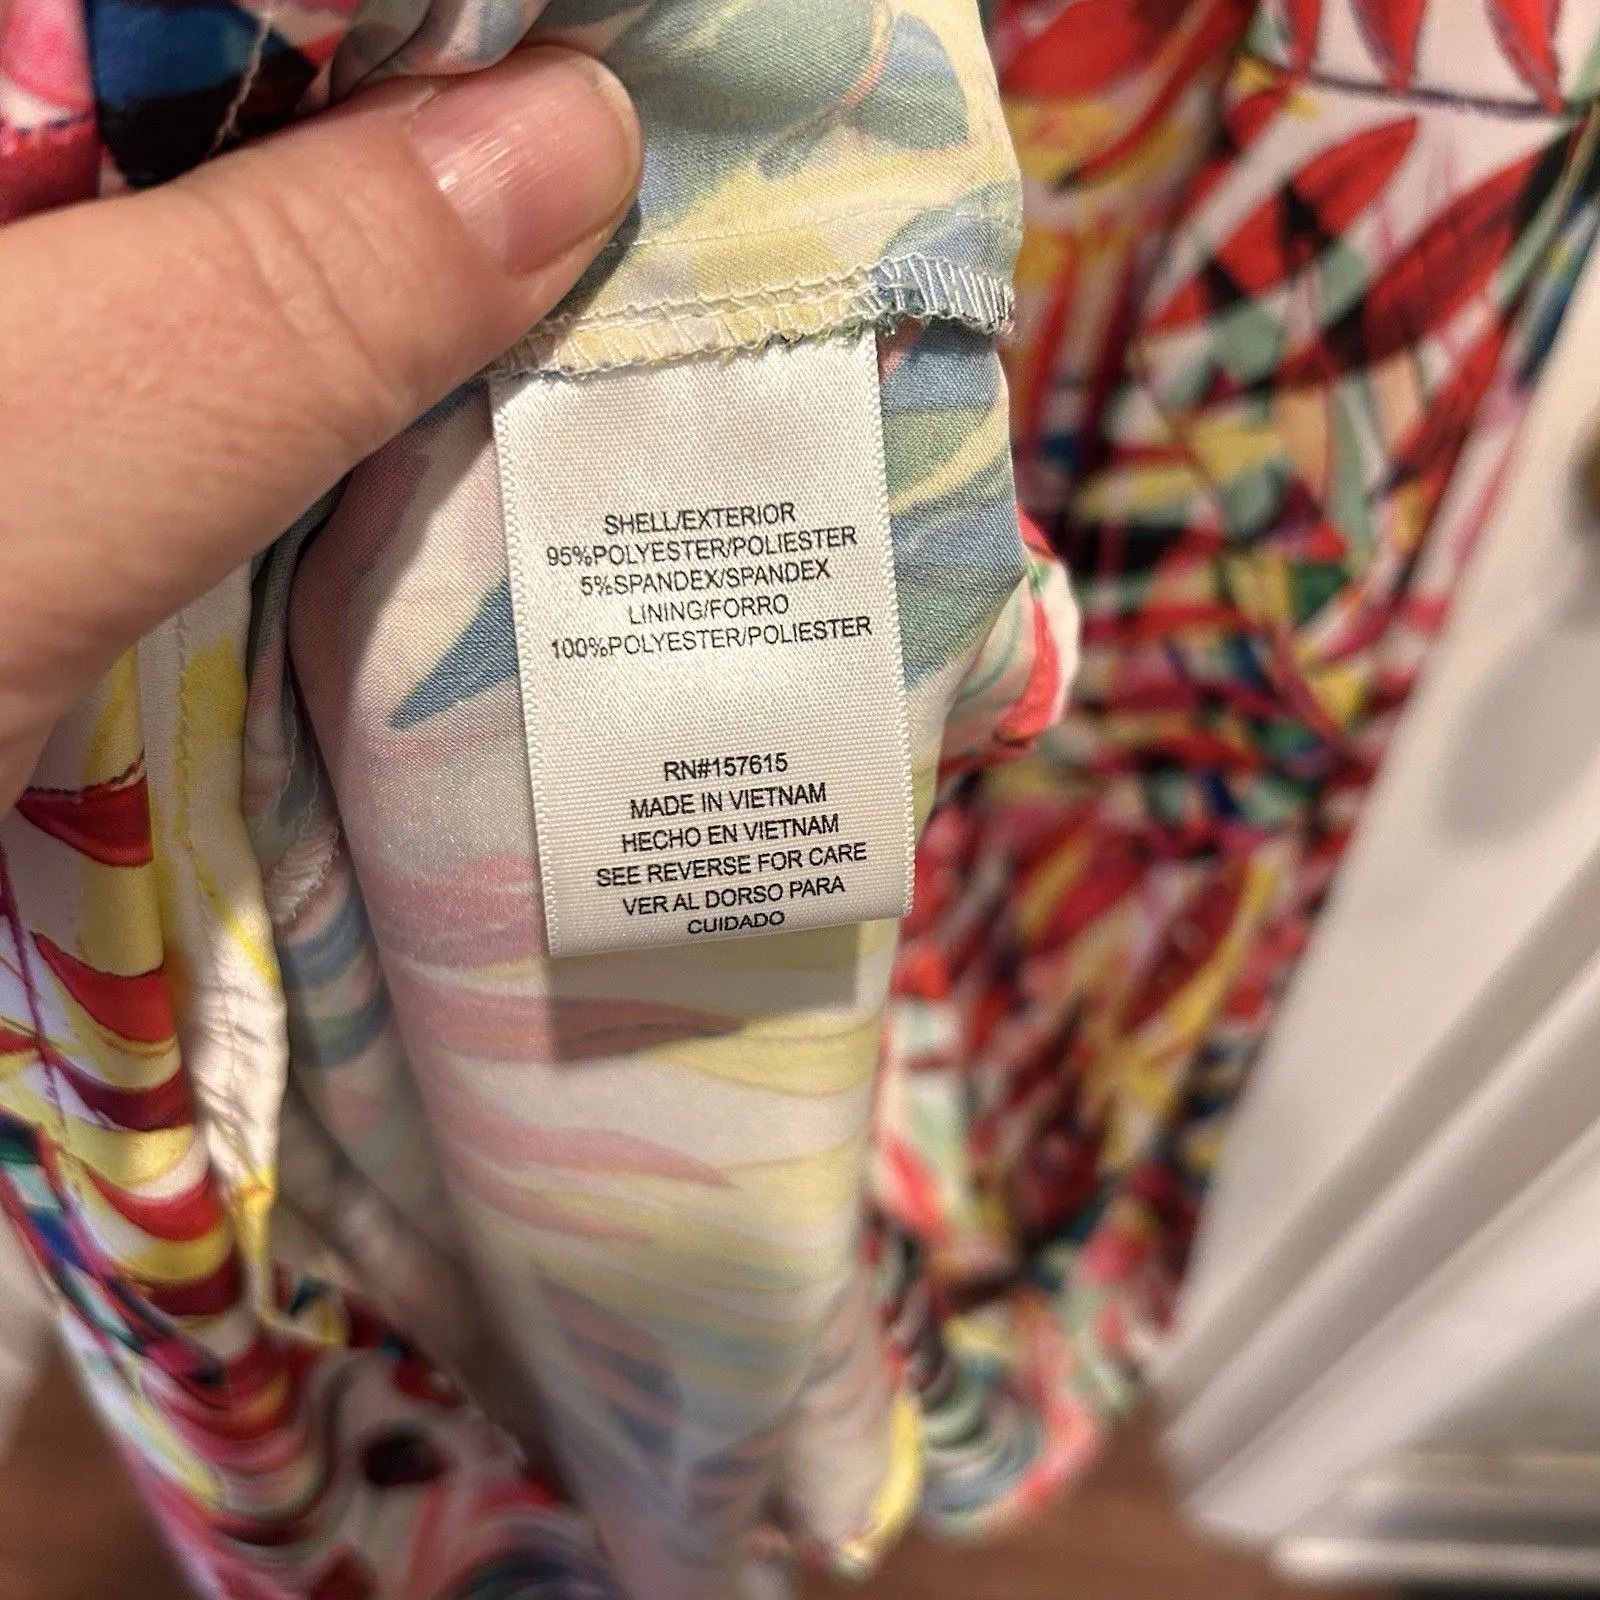 SHELL/EXTERIOR
95%POLYESTER/POLIESTER
5%SPANDEX/SPANDEX
LINING/FORRO
100%POLYESTER/POLIESTER
RN#157615
MADE IN VIETNAM
HECHO EN VIETNAM
SEE REVERSE FOR CARE
VER AL DORSO PARA
CUIDADO